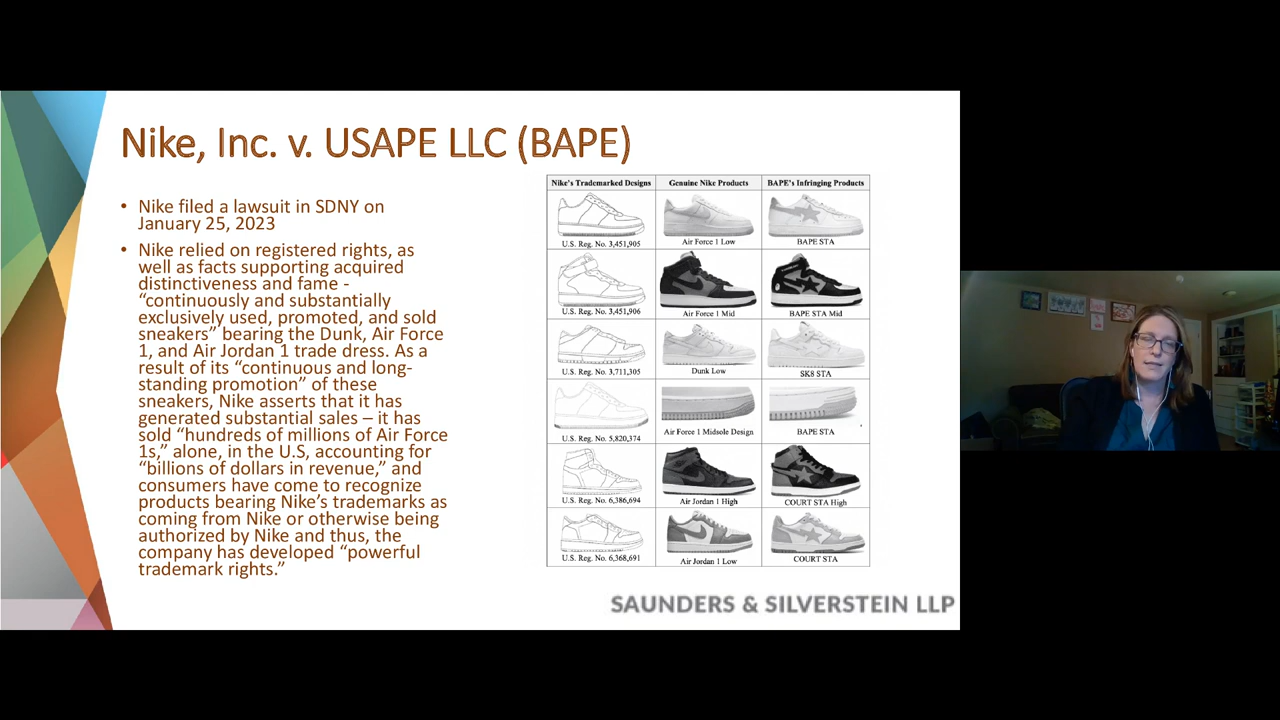 Nike, Inc. v. USAPE LLC (BAPE)
• Nike filed a lawsuit in SDNY on
January 25, 2023
• Nike relied on registered rights, as
well as facts supporting acquired
distinctiveness and fame -
“continuously and substantially
exclusively used, promoted, and sold
sneakers” bearing the Dunk, Air Force
1, and Air Jordan 1 trade dress. As a
result of its “continuous and long-
standing promotion” of these
sneakers, Nike asserts that it has
generated substantial sales – it has
sold “hundreds of millions of Air Force
1s,” alone, in the U.S, accounting for
“billions of dollars in revenue,” and
consumers have come to recognize
products bearing Nike’s trademarks as
coming from Nike or otherwise being
authorized by Nike and thus, the
company has developed “powerful
trademark rights.”
Nike's Trademarked Designs Genuine Nike Products BAPE's Infringing Products
U.S. Reg. No. 3,451,905 Air Force 1 Low BAPE STA
U.S. Reg. No. 3,451,906 Air Force 1 Mid BAPE STA Mid
U.S. Reg. No. 3,711,305 Dunk Low SK8 STA
U.S. Reg. No. 5,820,374 Air Force 1 Midsole Design BAPE STA
U.S. Reg. No. 6,386,694 Air Jordan 1 High COURT STA High
U.S. Reg. No. 6,368,691 Air Jordan 1 Low COURT STA
SAUNDERS & SILVERSTEIN LLP